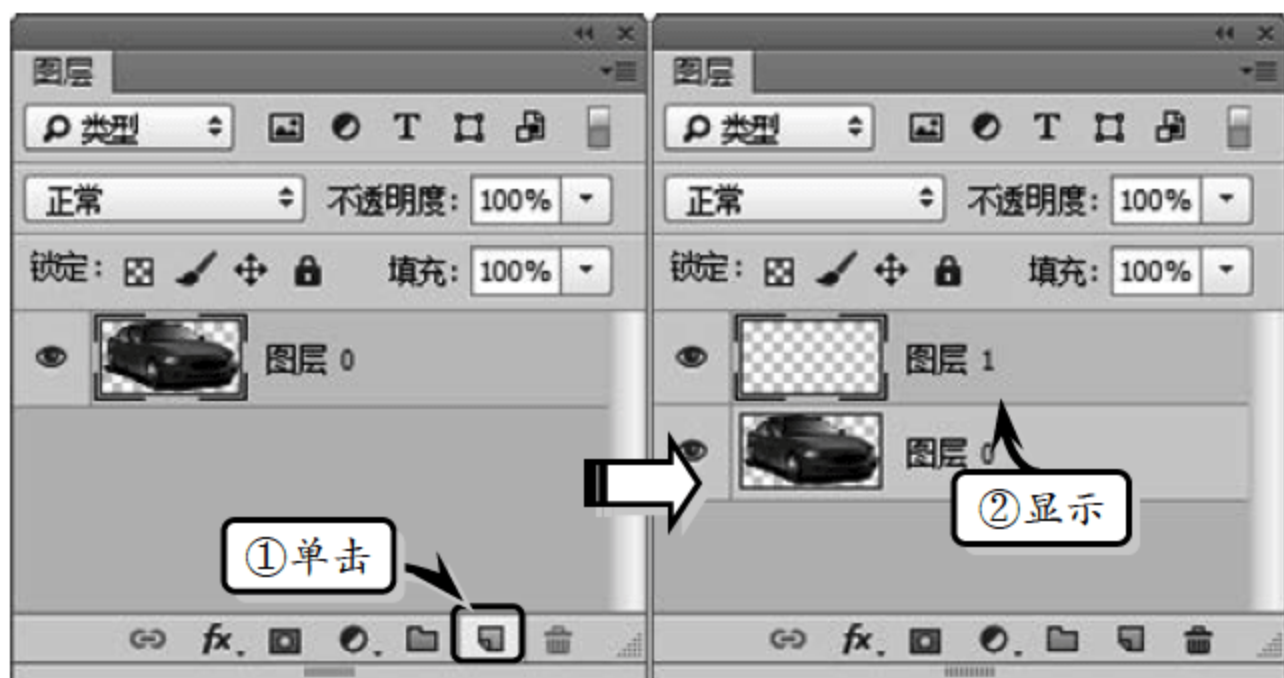 图层
类型
T
正常 不透明度: 100%
锁定: 填充: 100%
图层 0
①单击
fx.
图层
类型
T
正常 不透明度: 100%
锁定: 填充: 100%
图层 1
图层 0
②显示
fx.